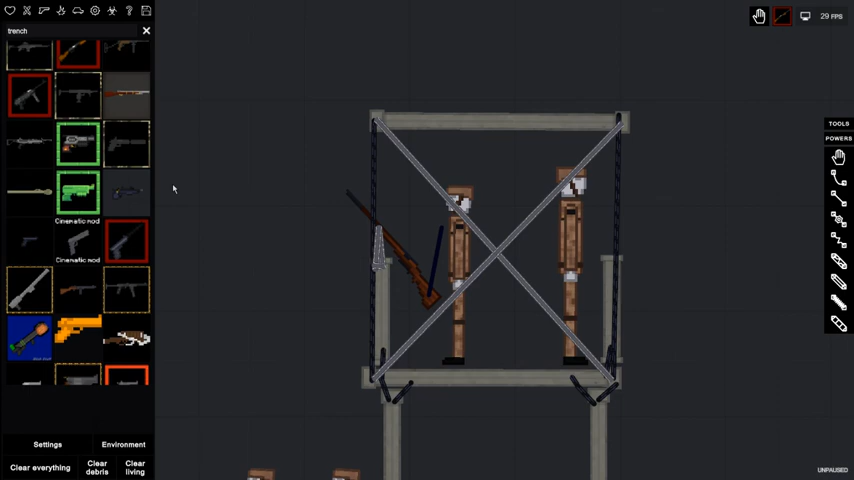 29 FPS
trench
TOOLS
POWERS
Cinematic mod
Cinematic mod
Settings
Environment
Clear everything
Clear debris
Clear living
UNPAUSED